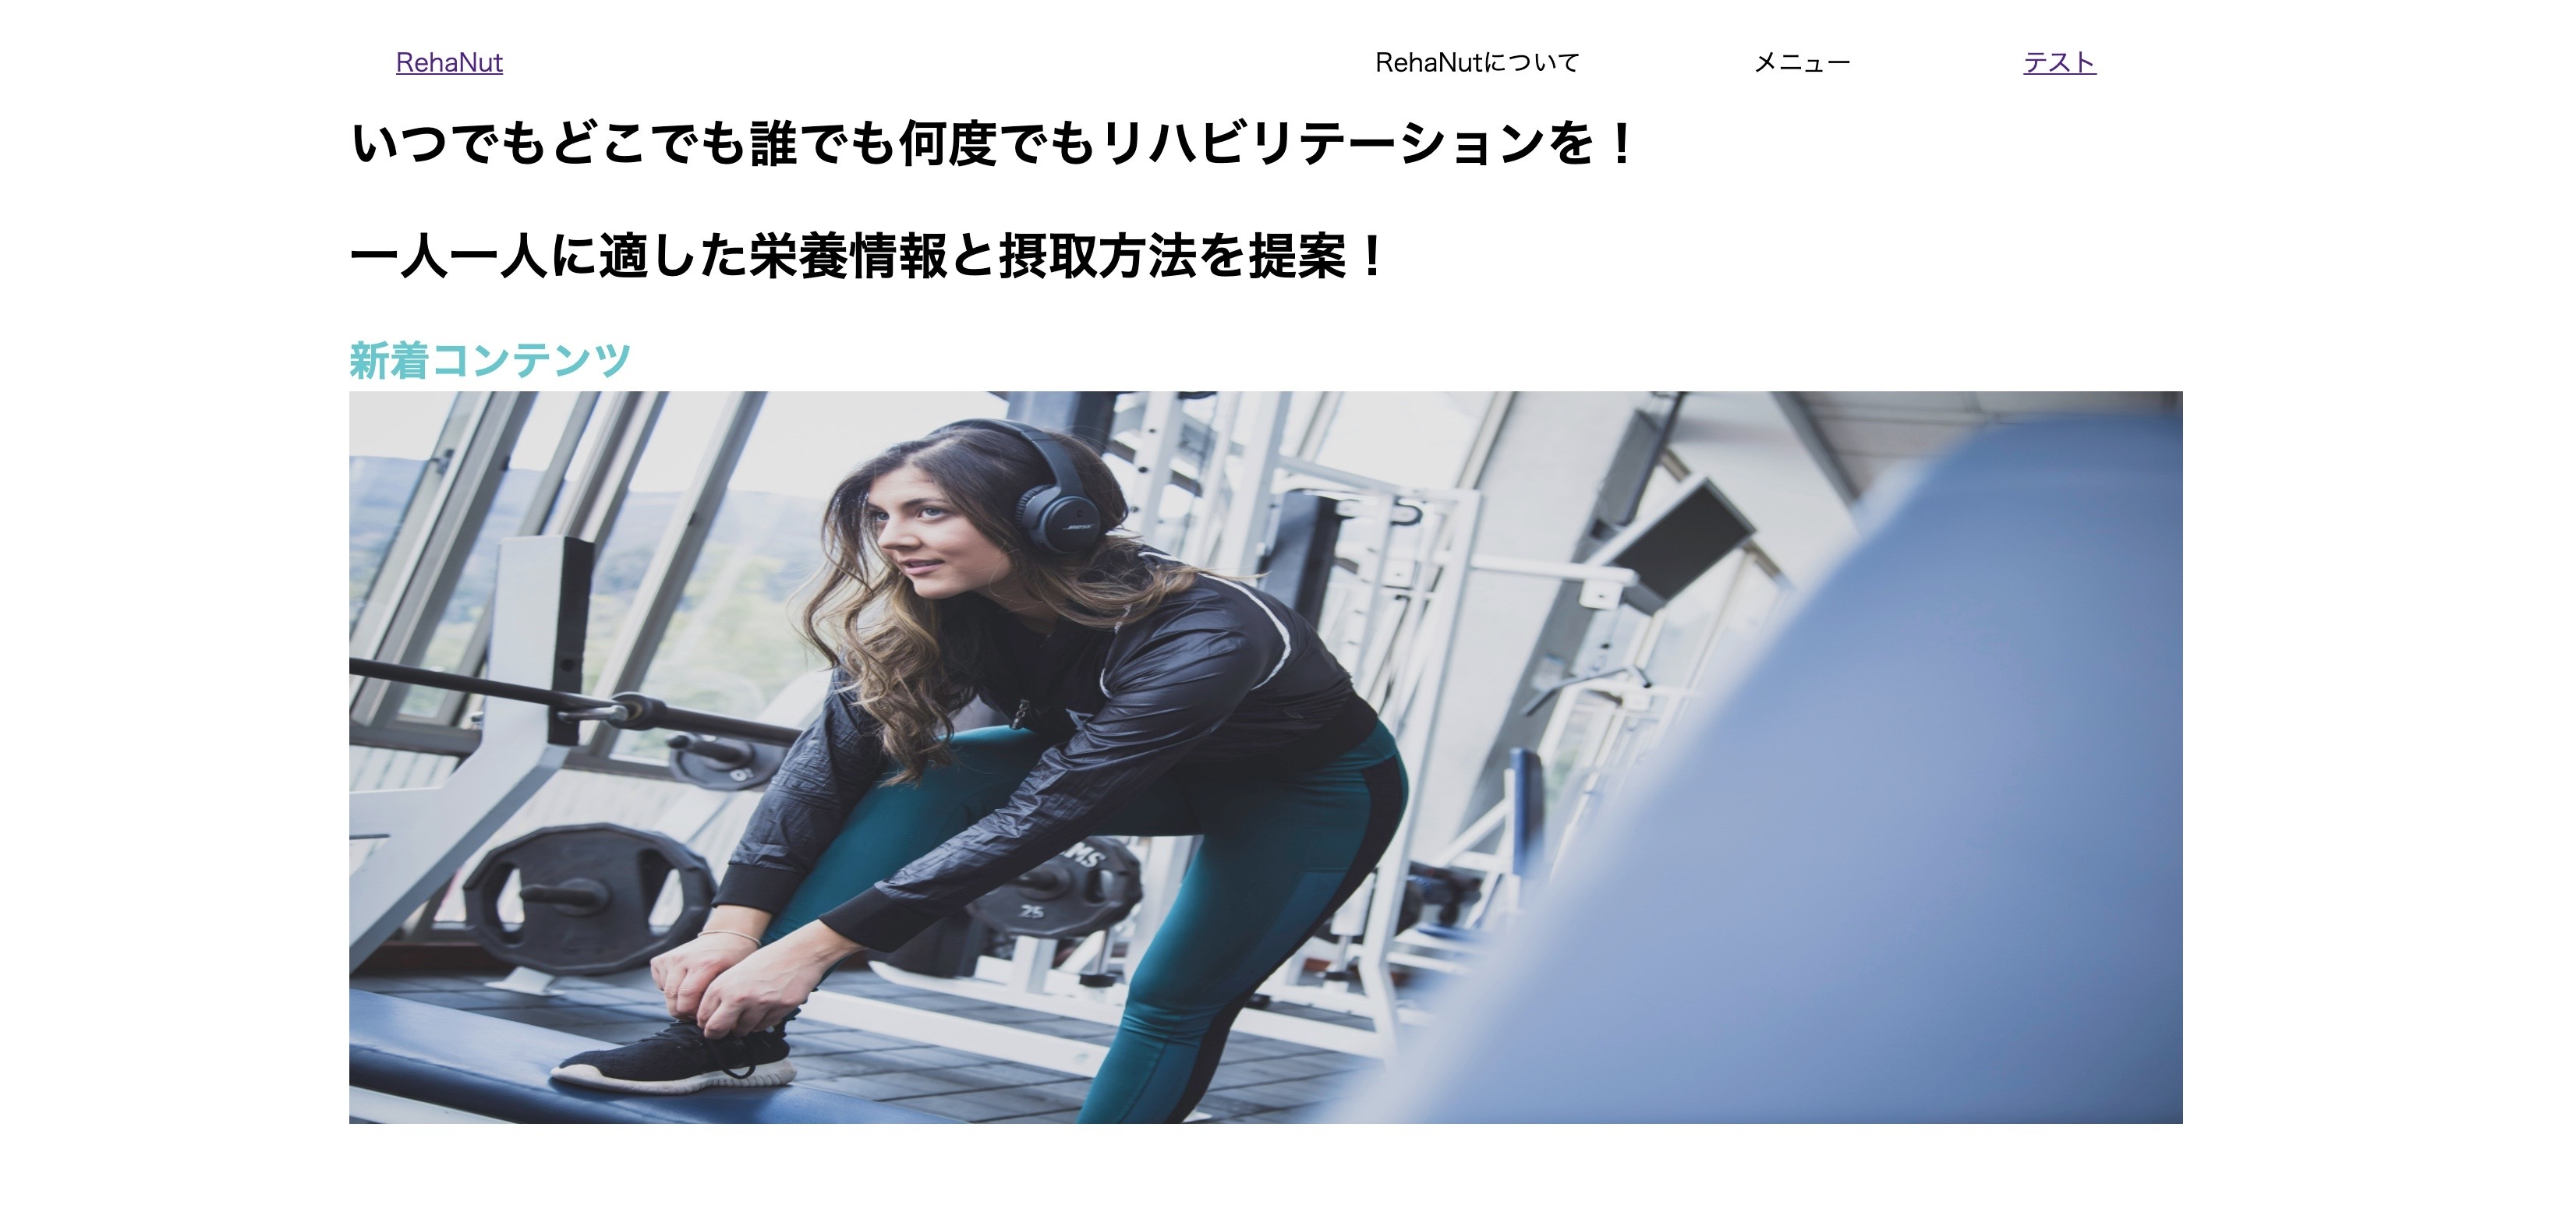 RehaNut
RehaNutについて
メニュー
テスト
いつでもどこでも誰でも何度でもリハビリテーションを！
一人一人に適した栄養情報と摂取方法を提案！
新着コンテンツ
BOSE
MS
25